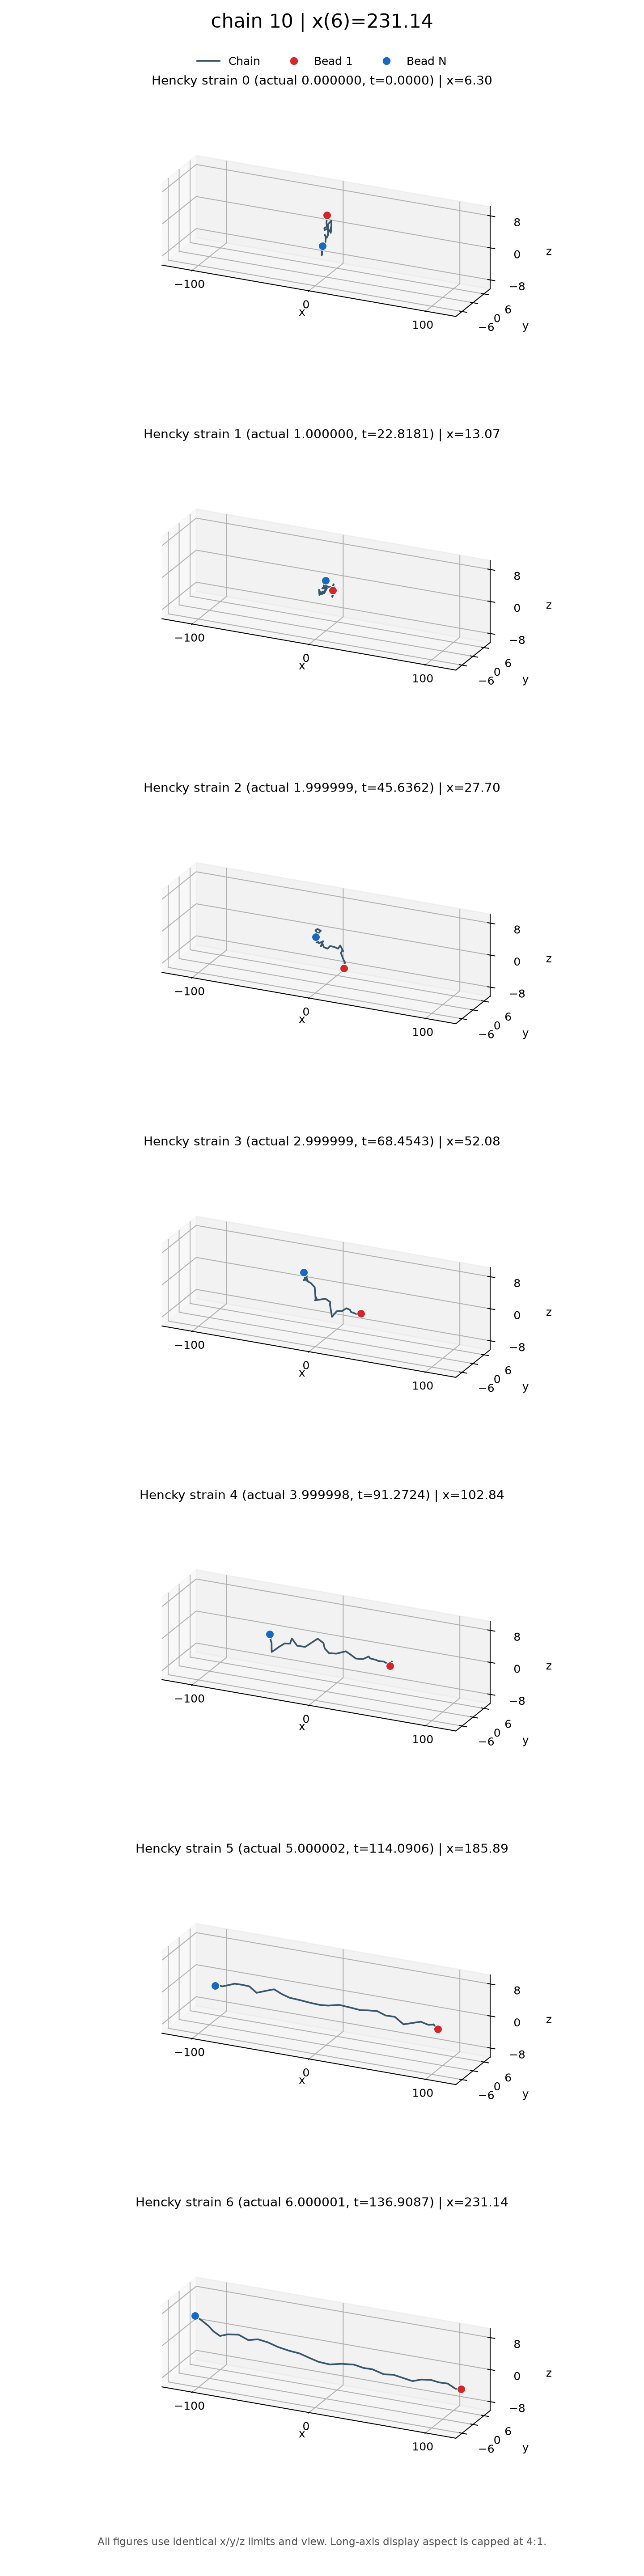 chain 10 | x(6)=231.14
Chain
Bead 1
Bead N
Hencky strain 0 (actual 0.000000, t=0.0000) | x=6.30
8
0
−8
z
−100
0
100
x
−6
0
6
y
Hencky strain 1 (actual 1.000000, t=22.8181) | x=13.07
8
0
−8
z
−100
0
100
x
−6
0
6
y
Hencky strain 2 (actual 1.999999, t=45.6362) | x=27.70
8
0
−8
z
−100
0
100
x
−6
0
6
y
Hencky strain 3 (actual 2.999999, t=68.4543) | x=52.08
8
0
−8
z
−100
0
100
x
−6
0
6
y
Hencky strain 4 (actual 3.999998, t=91.2724) | x=102.84
8
0
−8
z
−100
0
100
x
−6
0
6
y
Hencky strain 5 (actual 5.000002, t=114.0906) | x=185.89
8
0
−8
z
−100
0
100
x
−6
0
6
y
Hencky strain 6 (actual 6.000001, t=136.9087) | x=231.14
8
0
−8
z
−100
0
100
x
−6
0
6
y
All figures use identical x/y/z limits and view. Long-axis display aspect is capped at 4:1.